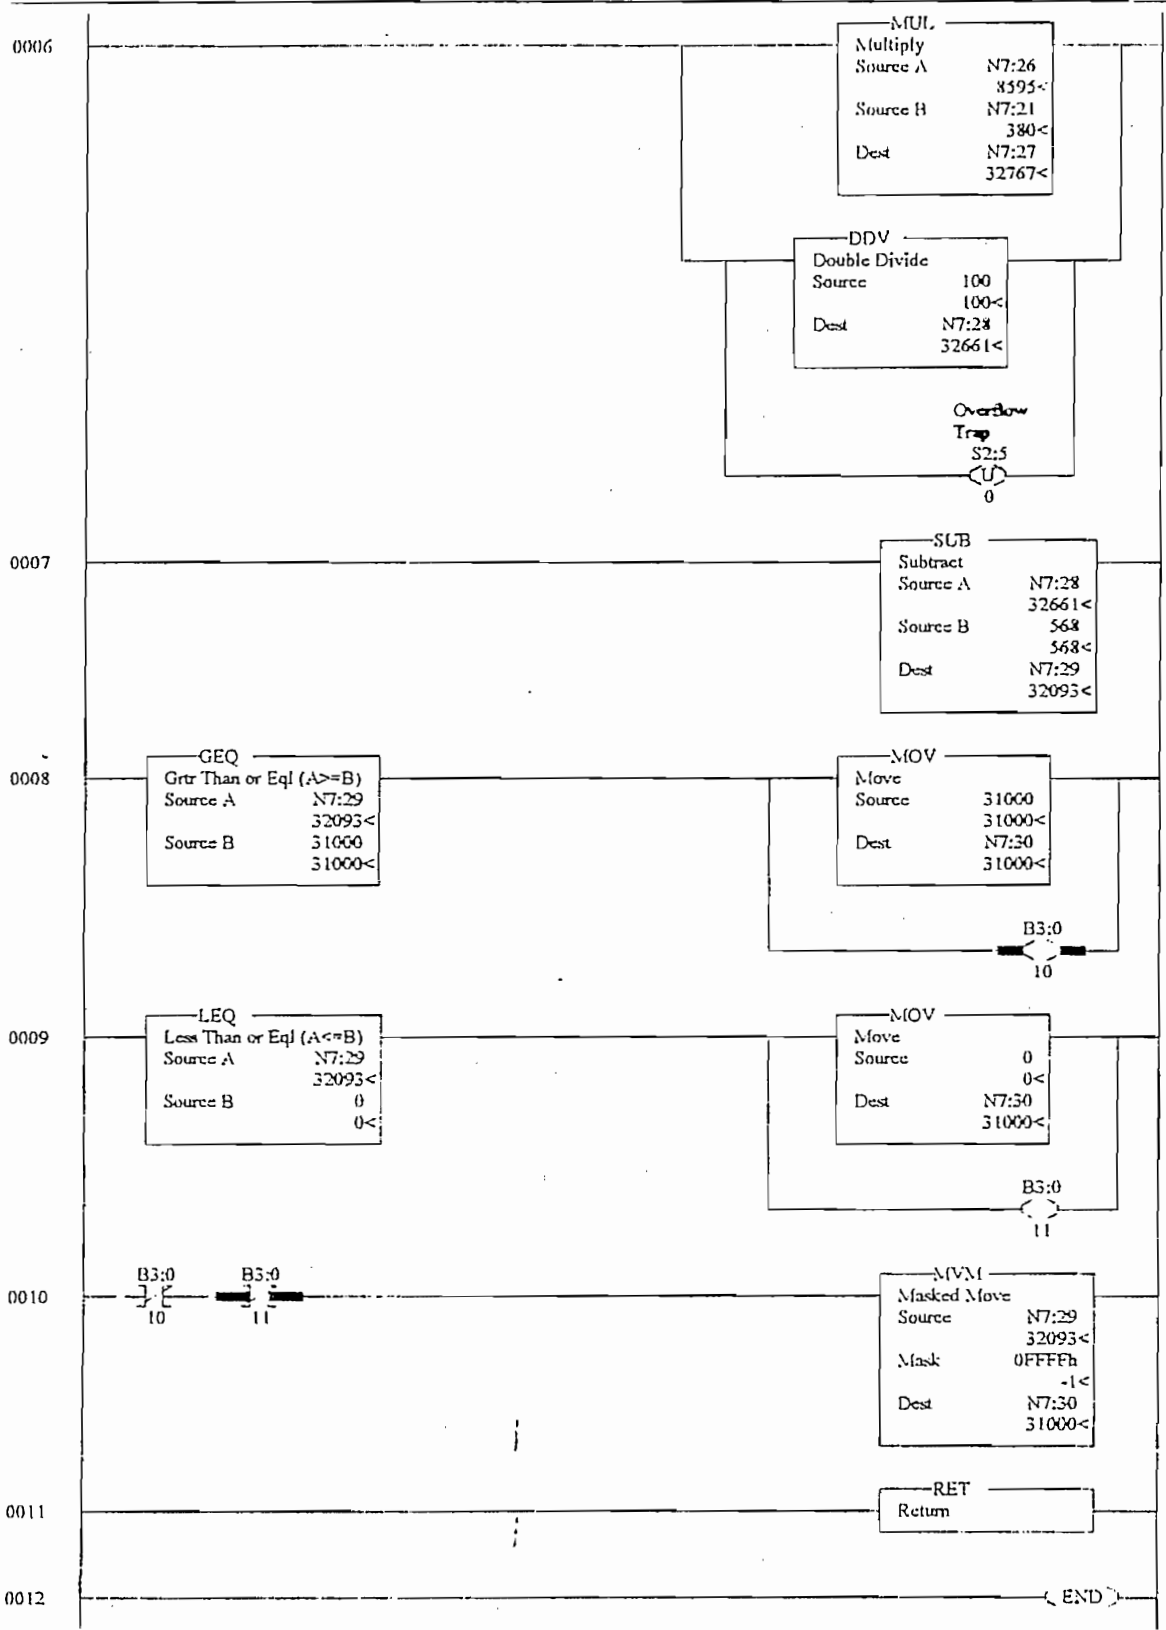 0006
MUL
Multiply
Source A N7:26
8595<
Source B N7:21
380<
Dest N7:27
32767<
DDV
Double Divide
Source 100
100<
Dest N7:28
32661<
Overflow
Trap
S2:5
U
0
0007
SUB
Subtract
Source A N7:28
32661<
Source B 568
568<
Dest N7:29
32093<
0008
GEQ
Grtr Than or Eql (A>=B)
Source A N7:29
32093<
Source B 31000
31000<
MOV
Move
Source 31000
31000<
Dest N7:30
31000<
B3:0
10
0009
LEQ
Less Than or Eql (A<=B)
Source A N7:29
32093<
Source B 0
0<
MOV
Move
Source 0
0<
Dest N7:30
31000<
B3:0
11
0010
B3:0 B3:0
10 11
MVM
Masked Move
Source N7:29
32093<
Mask 0FFFFh
-1<
Dest N7:30
31000<
0011
RET
Return
0012
END